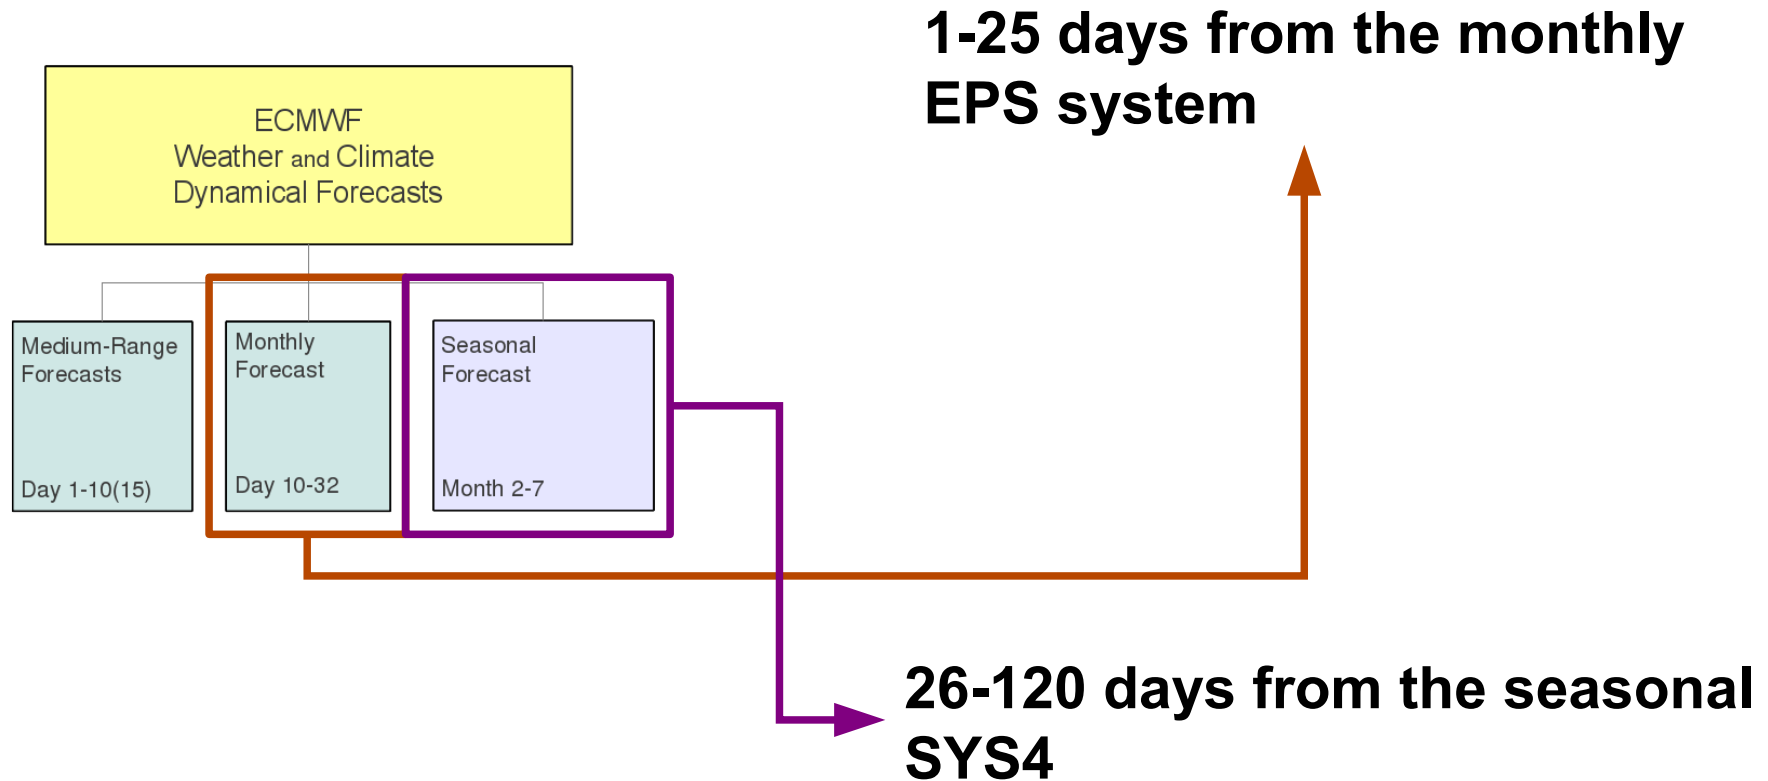 1-25 days from the monthly
EPS system
ECMWF
Weather and Climate
Dynamical Forecasts
Medium-Range
Forecasts
Day 1-10(15)
Monthly
Forecast
Day 10-32
Seasonal
Forecast
Month 2-7
26-120 days from the seasonal
SYS4